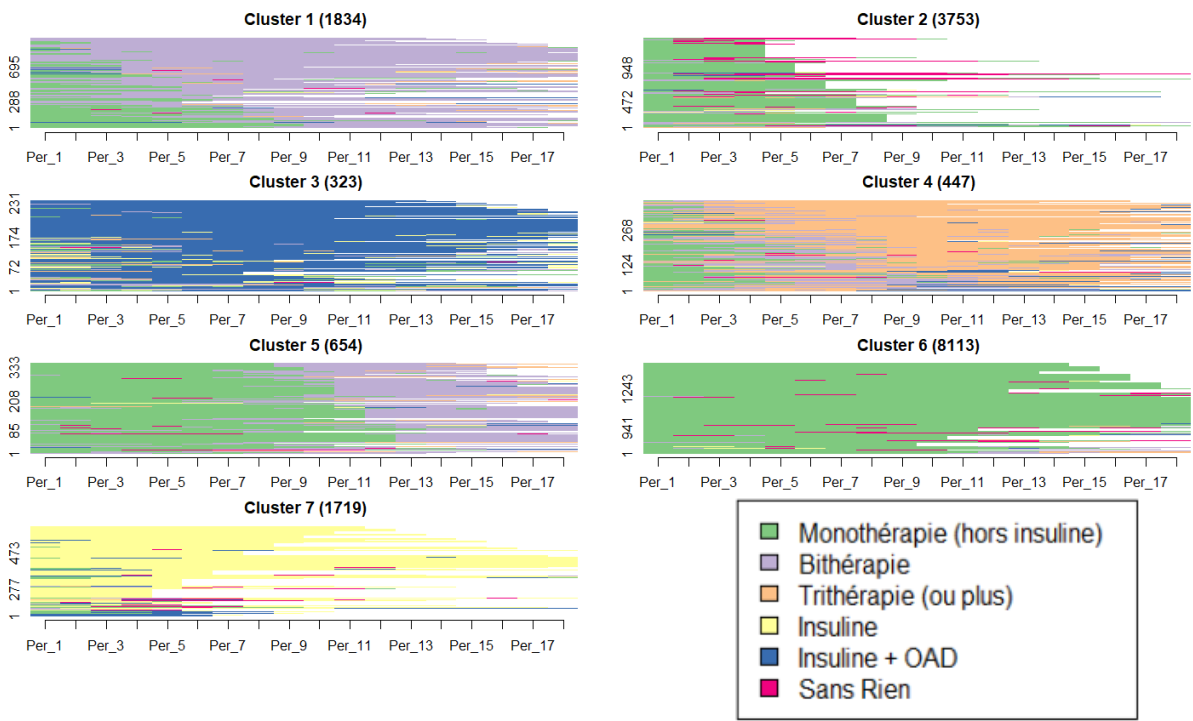 Cluster 1 (1834)
Cluster 2 (3753)
695
288
1
948
472
1
Per_1 Per_3 Per_5 Per_7 Per_9 Per_11 Per_13 Per_15 Per_17
Per_1 Per_3 Per_5 Per_7 Per_9 Per_11 Per_13 Per_15 Per_17
Cluster 3 (323)
Cluster 4 (447)
231
174
72
1
268
124
1
Per_1 Per_3 Per_5 Per_7 Per_9 Per_11 Per_13 Per_15 Per_17
Per_1 Per_3 Per_5 Per_7 Per_9 Per_11 Per_13 Per_15 Per_17
Cluster 5 (654)
Cluster 6 (8113)
333
208
85
1
1243
941
1
Per_1 Per_3 Per_5 Per_7 Per_9 Per_11 Per_13 Per_15 Per_17
Per_1 Per_3 Per_5 Per_7 Per_9 Per_11 Per_13 Per_15 Per_17
Cluster 7 (1719)
473
277
1
Per_1 Per_3 Per_5 Per_7 Per_9 Per_11 Per_13 Per_15 Per_17
Monothérapie (hors insuline)
Bithérapie
Trithérapie (ou plus)
Insuline
Insuline + OAD
Sans Rien